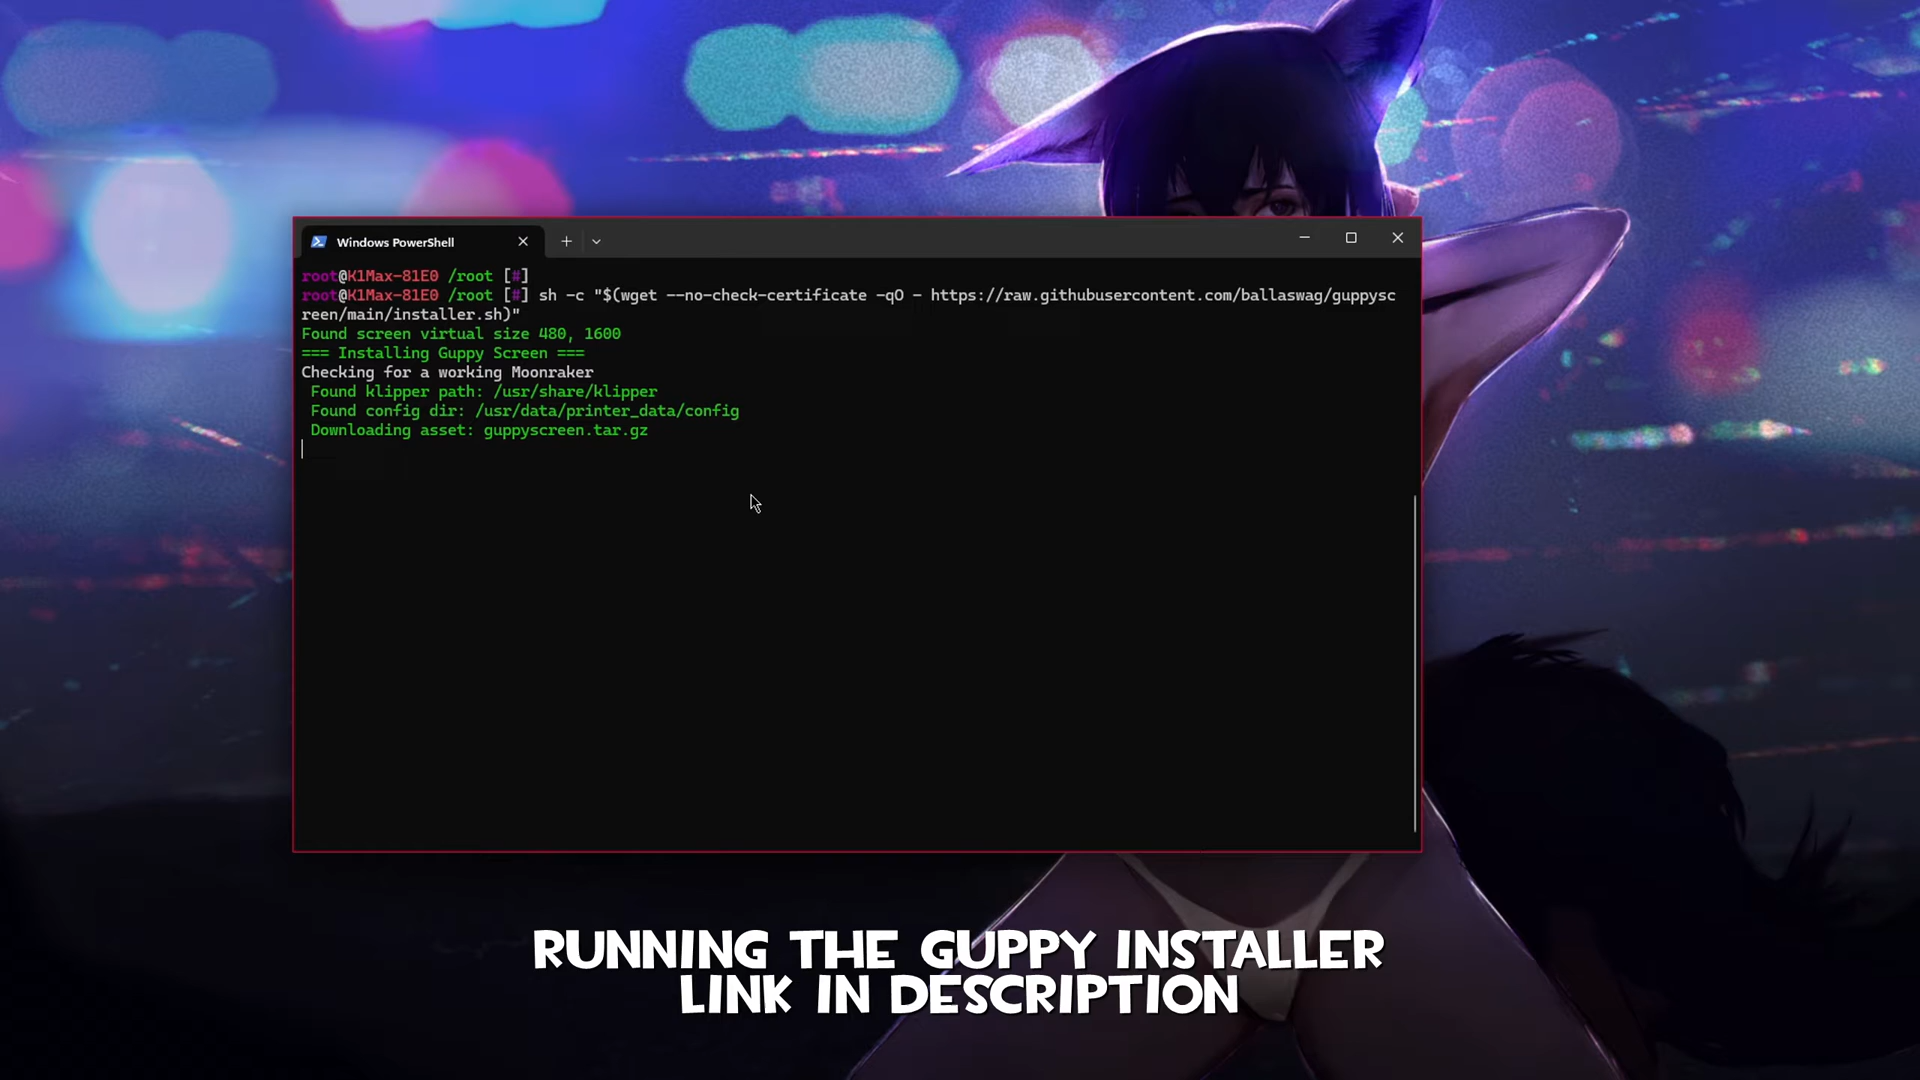 Windows PowerShell
root@K1Max-81E0 /root [#]
root@K1Max-81E0 /root [#] sh -c "$(wget --no-check-certificate -qO - https://raw.githubusercontent.com/ballaswag/guppysc
reen/main/installer.sh)"
Found screen virtual size 480, 1600
=== Installing Guppy Screen ===
Checking for a working Moonraker
Found klipper path: /usr/share/klipper
Found config dir: /usr/data/printer_data/config
Downloading asset: guppyscreen.tar.gz
RUNNING THE GUPPY INSTALLER
LINK IN DESCRIPTION